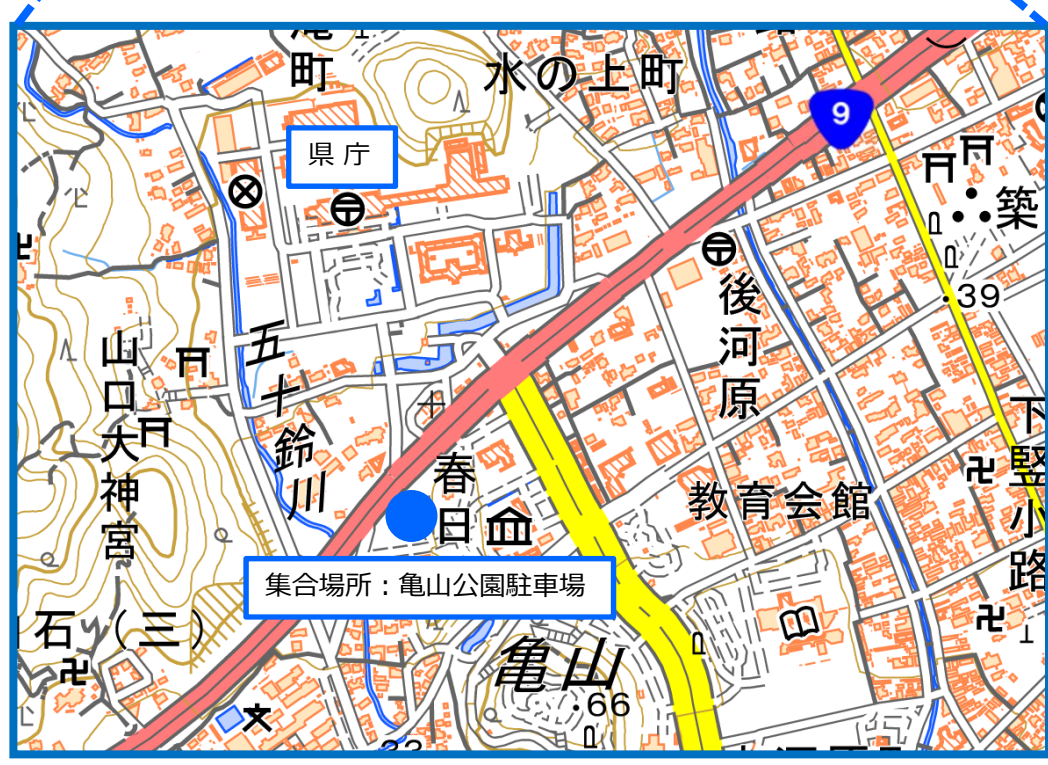 町
水の上町
9
県庁
築
39
後河原
五十鈴川
山口大神宮
下竪小路
春日
教育会館
集合場所：亀山公園駐車場
石（三）
亀山
66